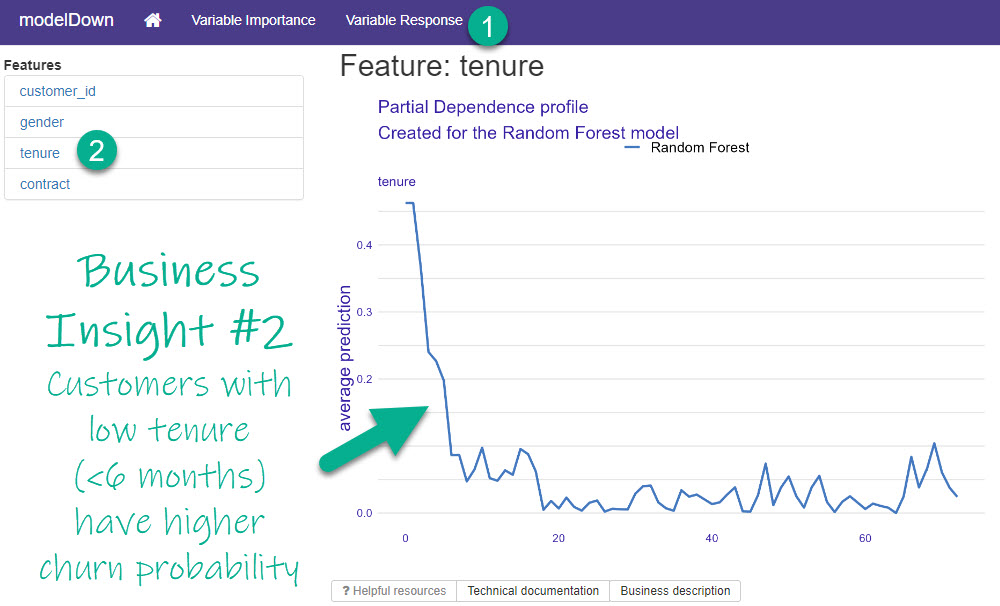 modelDown Variable Importance Variable Response 1
Features
customer_id
gender
tenure 2
contract
Business
Insight #2
Customers with
low tenure
(<6 months)
have higher
churn probability
Feature: tenure
Partial Dependence profile
Created for the Random Forest model
Random Forest
tenure
average prediction
0.4
0.3
0.2
0.1
0.0
0 20 40 60
? Helpful resources Technical documentation Business description